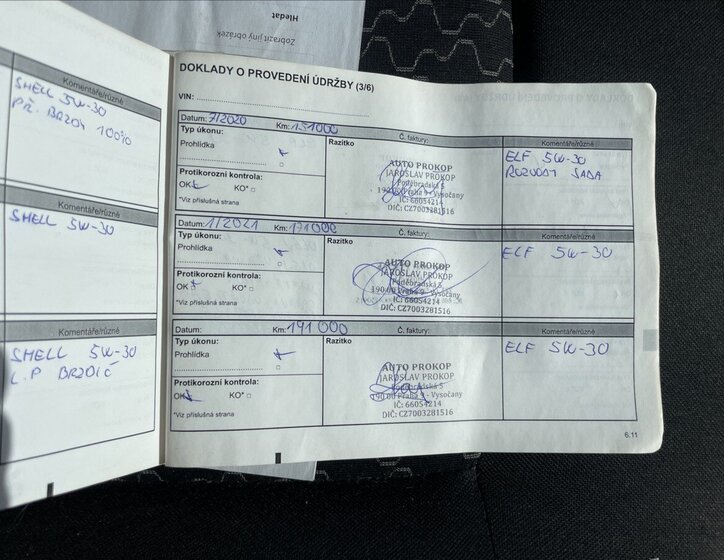 Zobrazit jiný obrázek
Hledat
Komentáře/různé
SHELL 5W-30
PŘ. BRZDY 100%
SHELL 5W-30
Komentáře/různé
SHELL 5W-30
L.P BRZDIČ
DOKLADY O PROVEDENÍ ÚDRŽBY (3/6)
VIN:
Datum: 7/2020 Km: 151000 Č. faktury: Komentáře/různé
Typ úkonu: Razítko
Prohlídka
Protikorozní kontrola:
OK KO*
*Viz příslušná strana
AUTO PROKOP
JAROSLAV PROKOP
Poděbradská 5
190 00 Praha 9 - Vysočany
IČ: 66054214
DIČ: CZ7003281516
ELF 5W-30
ROZVODY SADA
Datum: 1/2021 Km: 171000 Č. faktury: Komentáře/různé
Typ úkonu: Razítko
Prohlídka
Protikorozní kontrola:
OK KO*
*Viz příslušná strana
AUTO PROKOP
JAROSLAV PROKOP
Poděbradská 5
190 00 Praha 9 - Vysočany
IČ: 66054214
DIČ: CZ7003281516
ELF 5W-30
Datum: Km: 191 000 Č. faktury: Komentáře/různé
Typ úkonu: Razítko
Prohlídka
Protikorozní kontrola:
OK KO*
*Viz příslušná strana
AUTO PROKOP
JAROSLAV PROKOP
Poděbradská 5
190 00 Praha 9 - Vysočany
IČ: 66054214
DIČ: CZ7003281516
ELF 5W-30
6.11